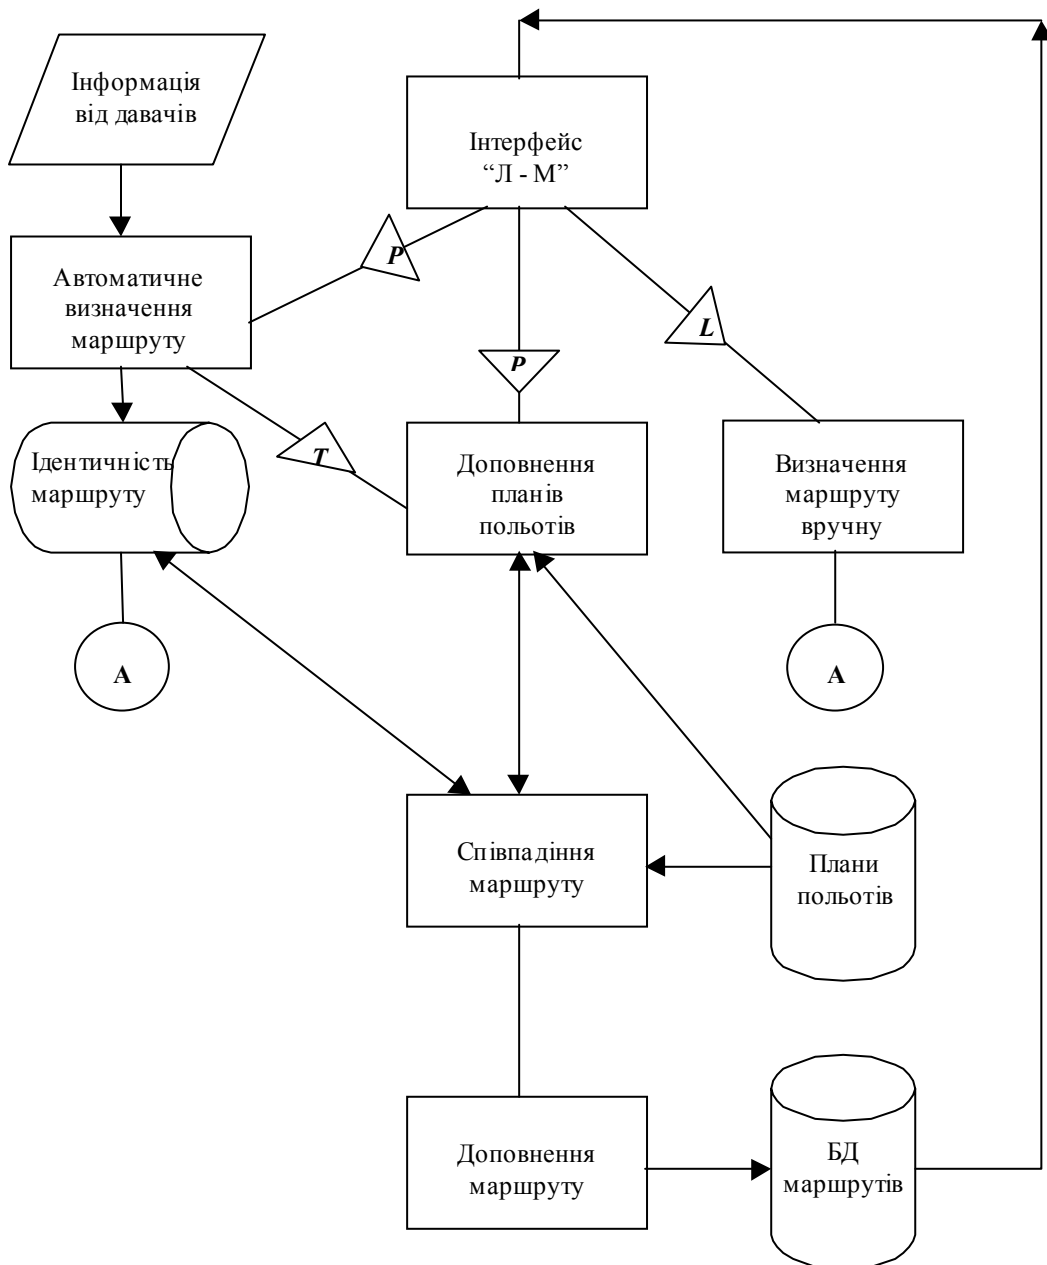 Інформація
від давачів
Інтерфейс
“Л - М”
P
Автоматичне
визначення
маршруту
P
L
T
Ідентичність
маршруту
Доповнення
планів
польотів
Визначення
маршруту
вручну
А
А
Співпадіння
маршруту
Плани
польотів
Доповнення
маршруту
БД
маршрутів